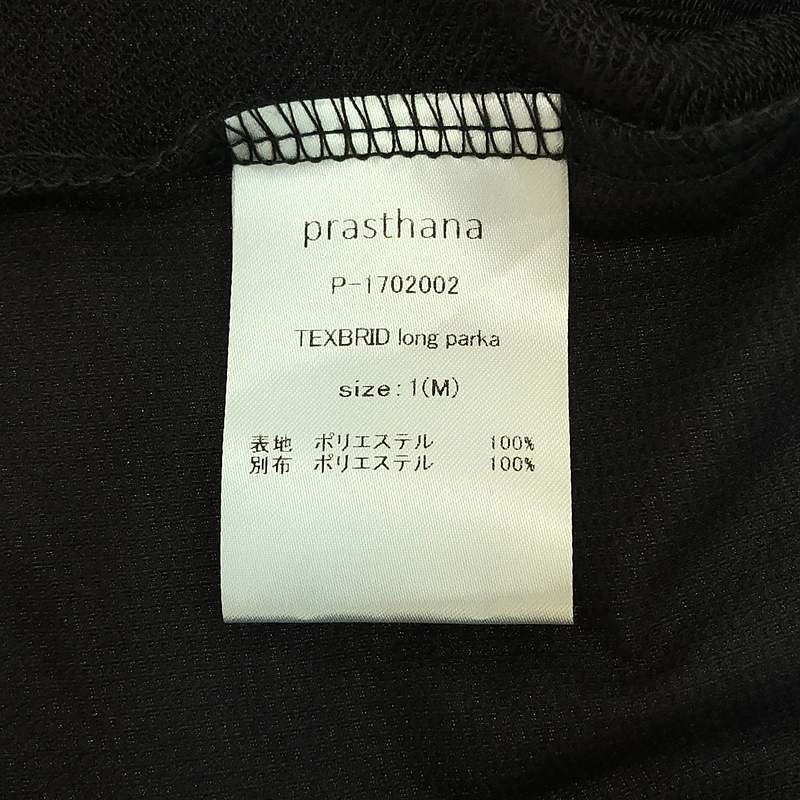 prasthana
P-1702002
TEXBRID long parka
size: 1(M)
表地 ポリエステル 100%
別布 ポリエステル 100%